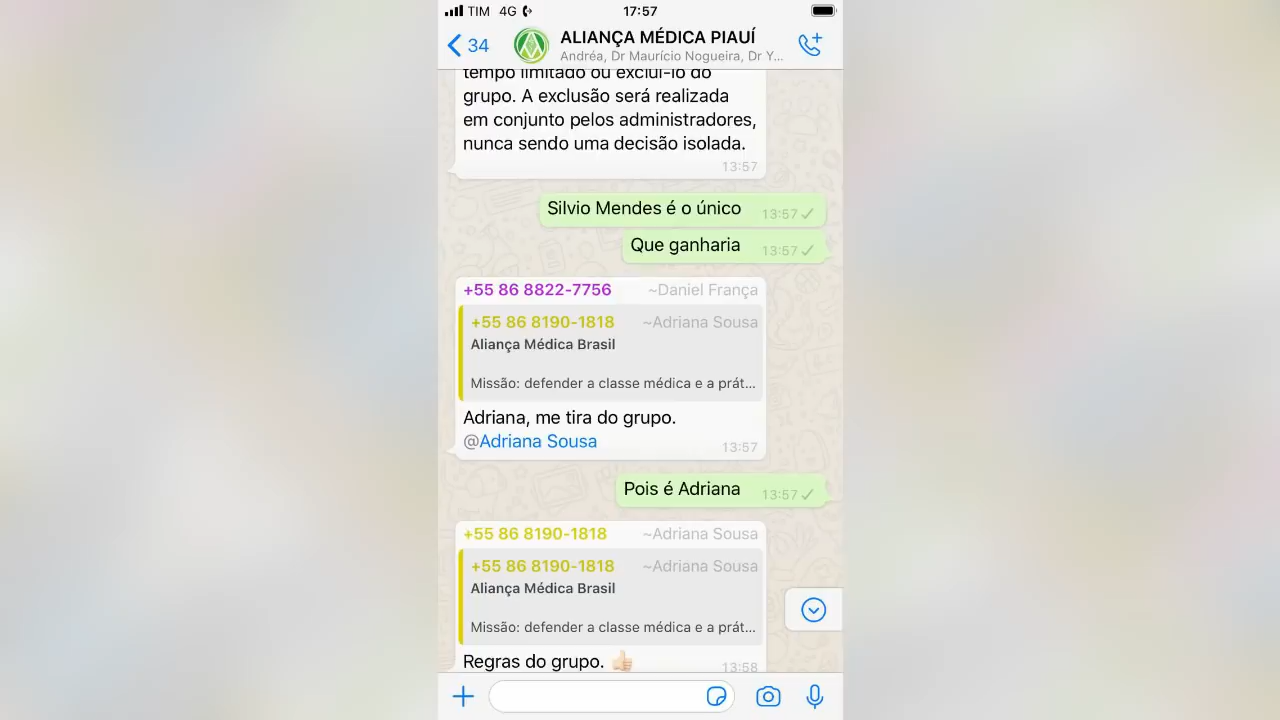 TIM 4G 17:57
34 ALIANÇA MÉDICA PIAUÍ
Andréa, Dr Maurício Nogueira, Dr Y...
tempo limitado ou excluí-lo do
grupo. A exclusão será realizada
em conjunto pelos administradores,
nunca sendo uma decisão isolada.
13:57
Silvio Mendes é o único 13:57
Que ganharia 13:57
+55 86 8822-7756 ~Daniel França
+55 86 8190-1818 ~Adriana Sousa
Aliança Médica Brasil
Missão: defender a classe médica e a prát...
Adriana, me tira do grupo.
@Adriana Sousa 13:57
Pois é Adriana 13:57
+55 86 8190-1818 ~Adriana Sousa
+55 86 8190-1818 ~Adriana Sousa
Aliança Médica Brasil
Missão: defender a classe médica e a prát...
Regras do grupo. 👍🏻 13:58